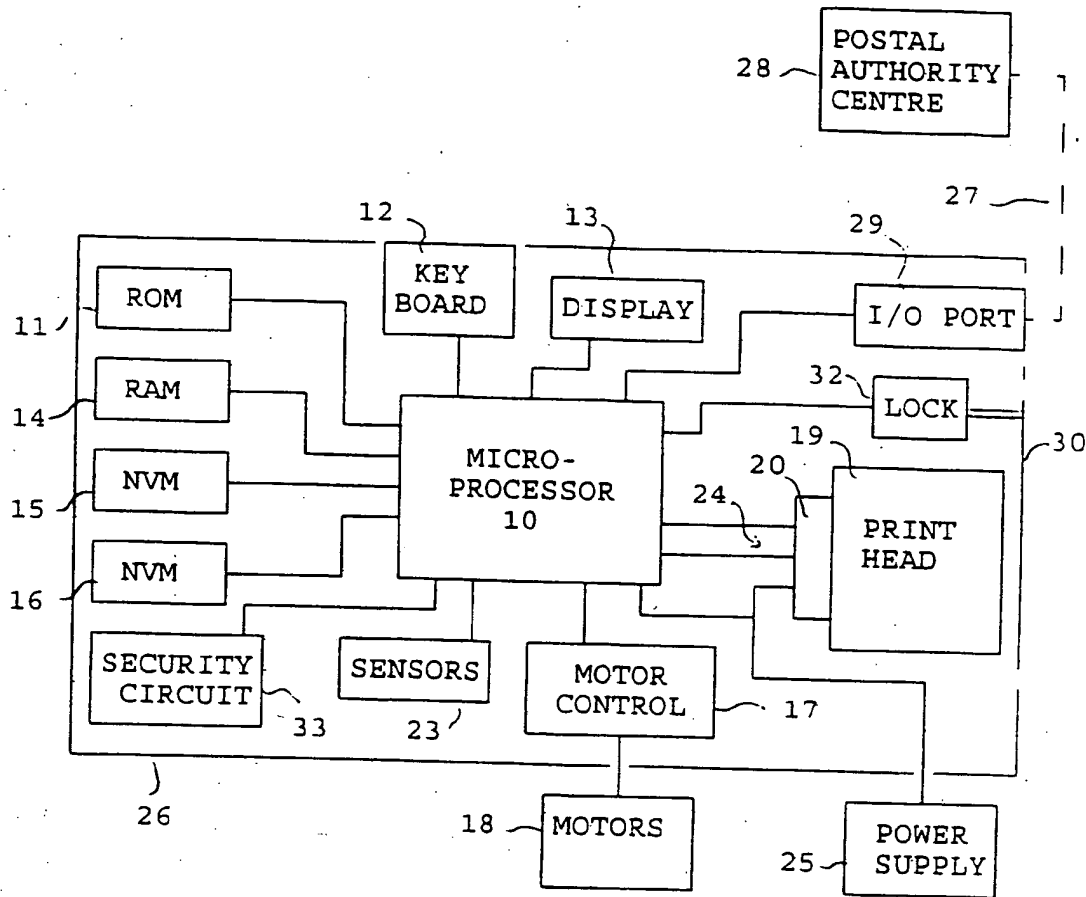 POSTAL
AUTHORITY
CENTRE
28
27
12
13
29
KEY
BOARD
ROM
11
DISPLAY
I/O PORT
RAM
14
32
LOCK
19
30
MICRO-
PROCESSOR
10
NVM
15
20
24
PRINT
HEAD
NVM
16
SECURITY
CIRCUIT
33
SENSORS
23
MOTOR
CONTROL
17
26
18
MOTORS
25
POWER
SUPPLY